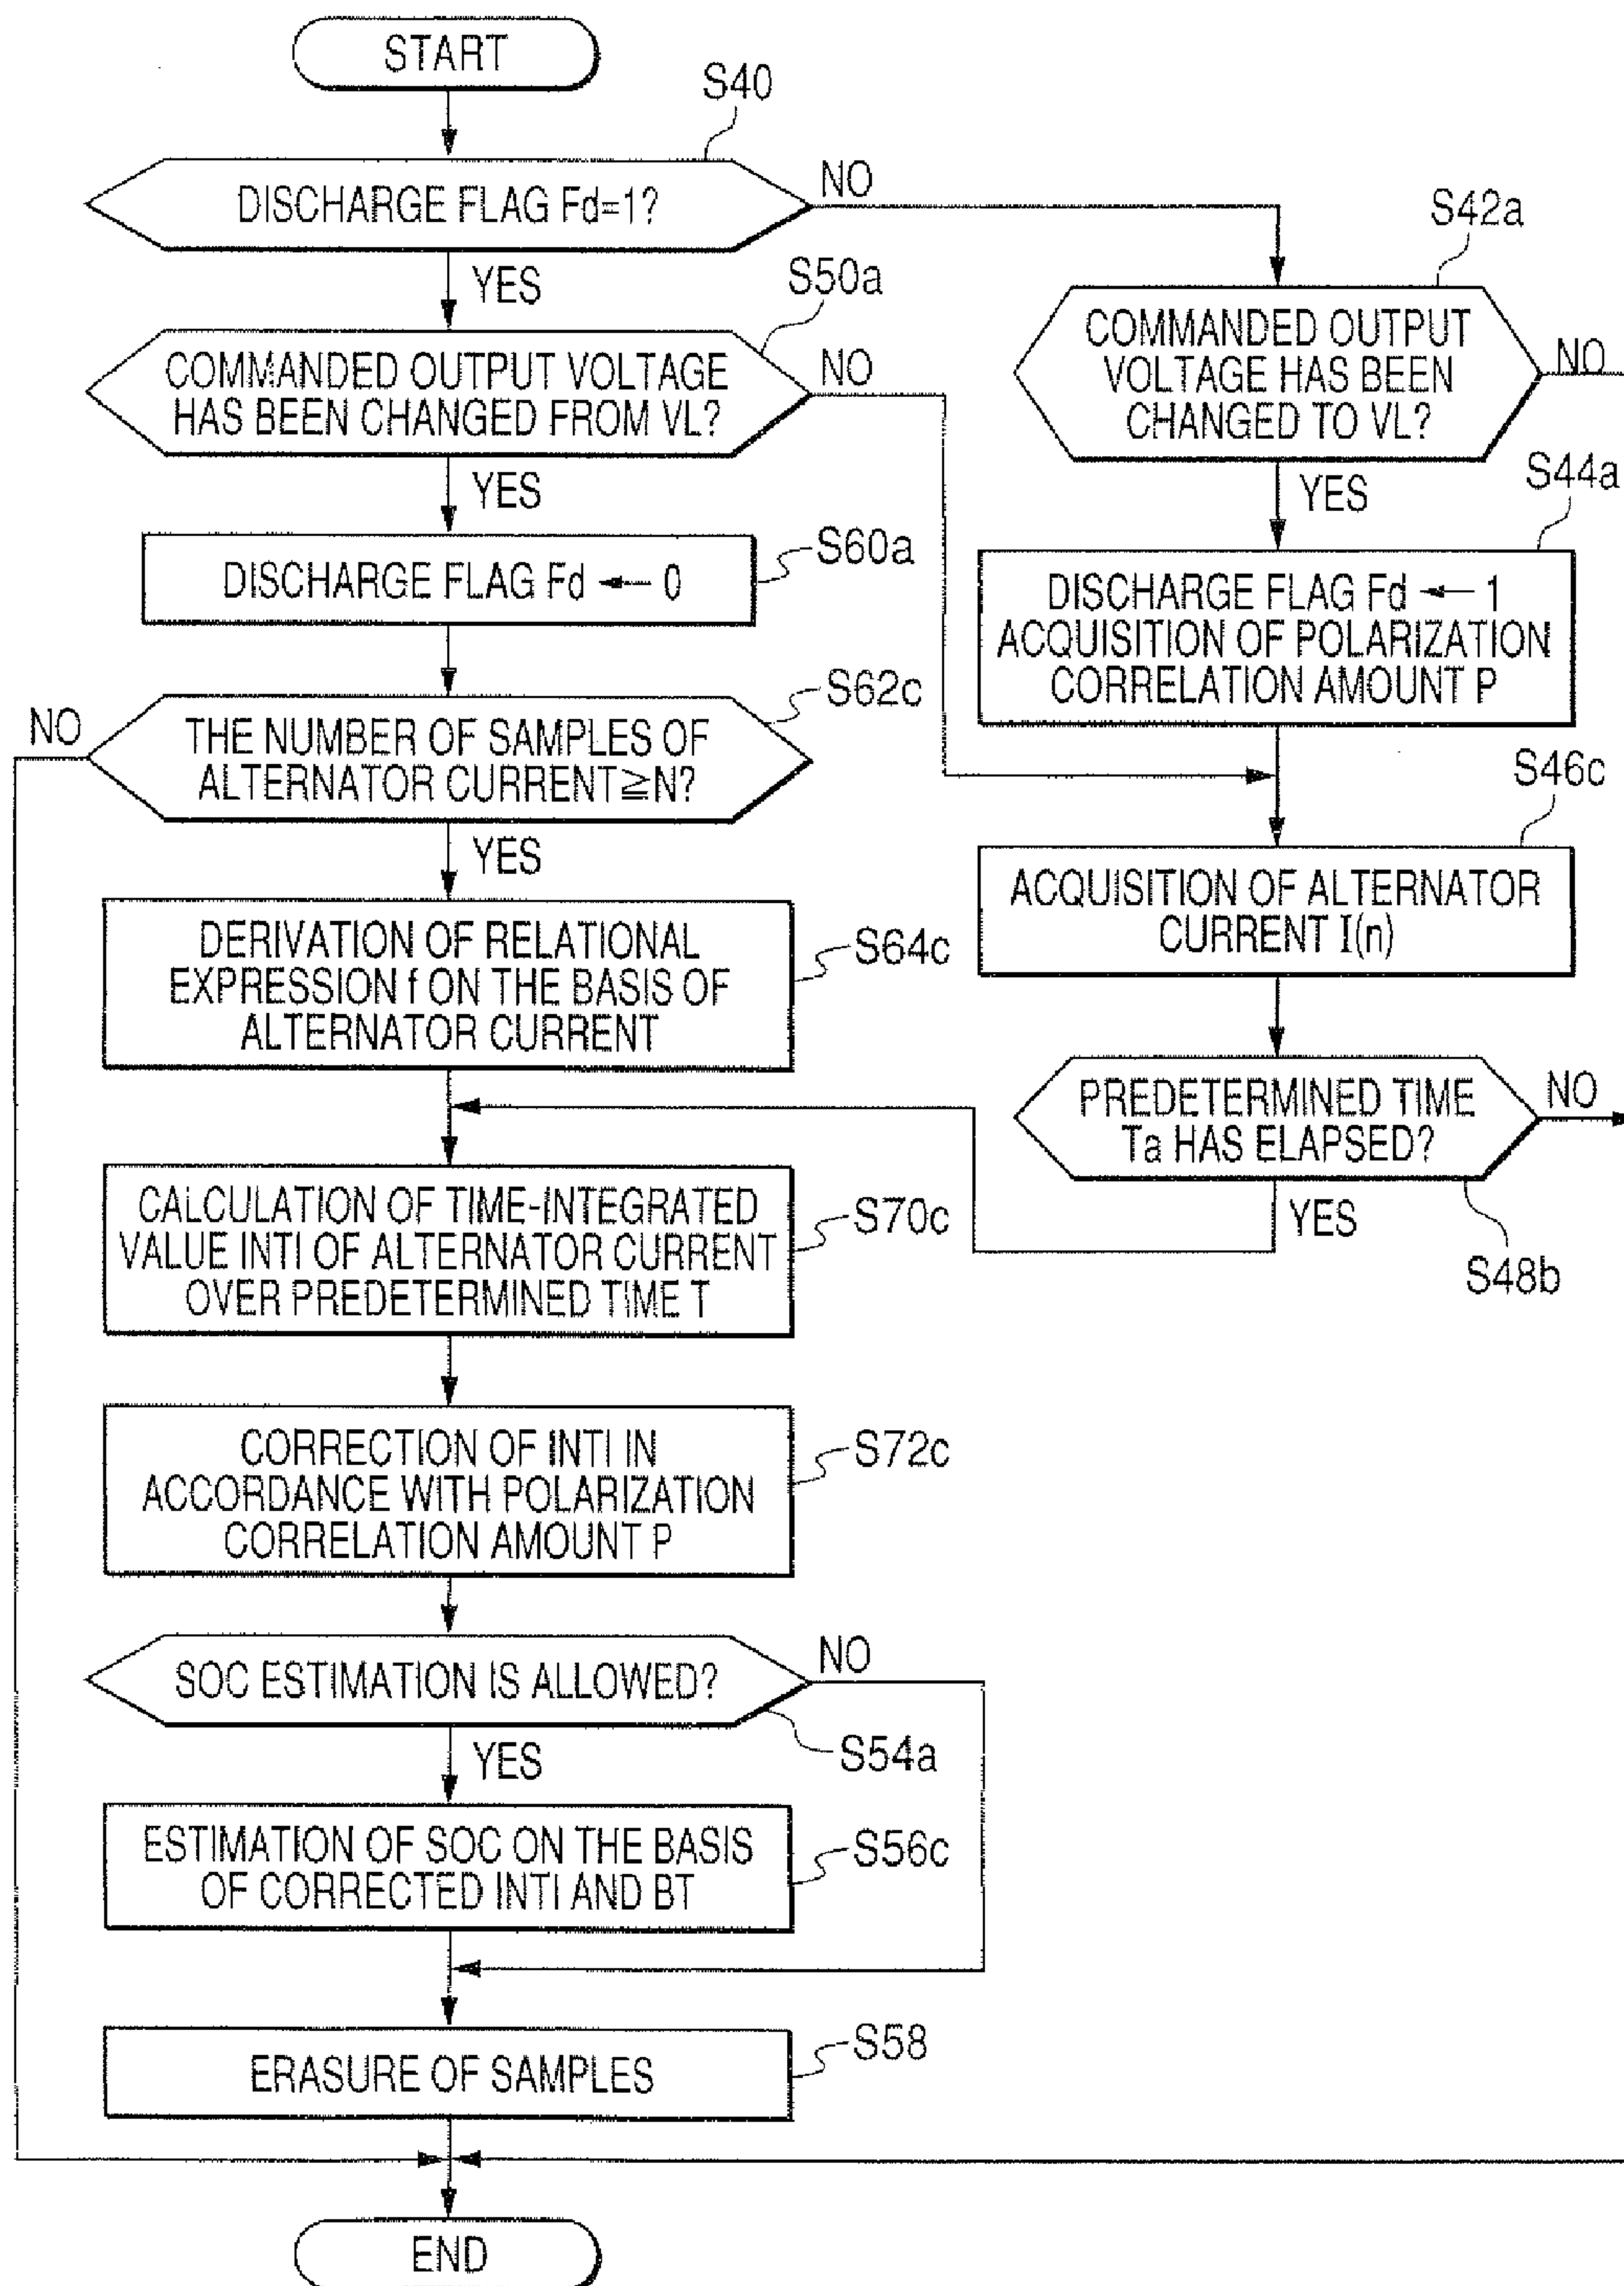 START
S40
DISCHARGE FLAG Fd=1?
NO
YES
S42a
COMMANDED OUTPUT
VOLTAGE HAS BEEN
CHANGED TO VL?
NO
YES
S50a
COMMANDED OUTPUT VOLTAGE
HAS BEEN CHANGED FROM VL?
NO
YES
S44a
DISCHARGE FLAG Fd ← 1
ACQUISITION OF POLARIZATION
CORRELATION AMOUNT P
S60a
DISCHARGE FLAG Fd ← 0
S62c
NO
THE NUMBER OF SAMPLES OF
ALTERNATOR CURRENT≧N?
YES
S46c
ACQUISITION OF ALTERNATOR
CURRENT I(n)
S64c
DERIVATION OF RELATIONAL
EXPRESSION f ON THE BASIS OF
ALTERNATOR CURRENT
PREDETERMINED TIME
Ta HAS ELAPSED?
NO
YES
S48b
S70c
CALCULATION OF TIME-INTEGRATED
VALUE INTI OF ALTERNATOR CURRENT
OVER PREDETERMINED TIME T
S72c
CORRECTION OF INTI IN
ACCORDANCE WITH POLARIZATION
CORRELATION AMOUNT P
SOC ESTIMATION IS ALLOWED?
NO
S54a
YES
ESTIMATION OF SOC ON THE BASIS
OF CORRECTED INTI AND BT
S56c
ERASURE OF SAMPLES
S58
END